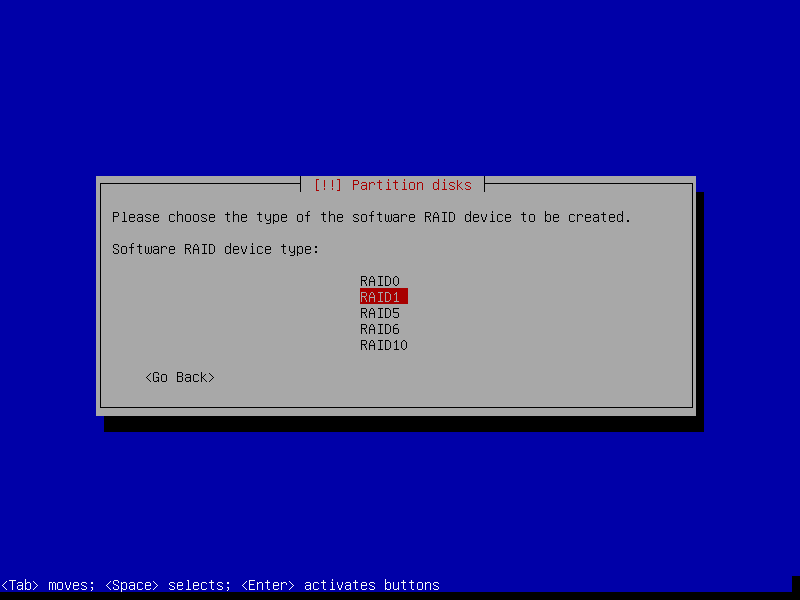 [!!] Partition disks
Please choose the type of the software RAID device to be created.
Software RAID device type:
RAID0
RAID1
RAID5
RAID6
RAID10
<Go Back>
<Tab> moves; <Space> selects; <Enter> activates buttons